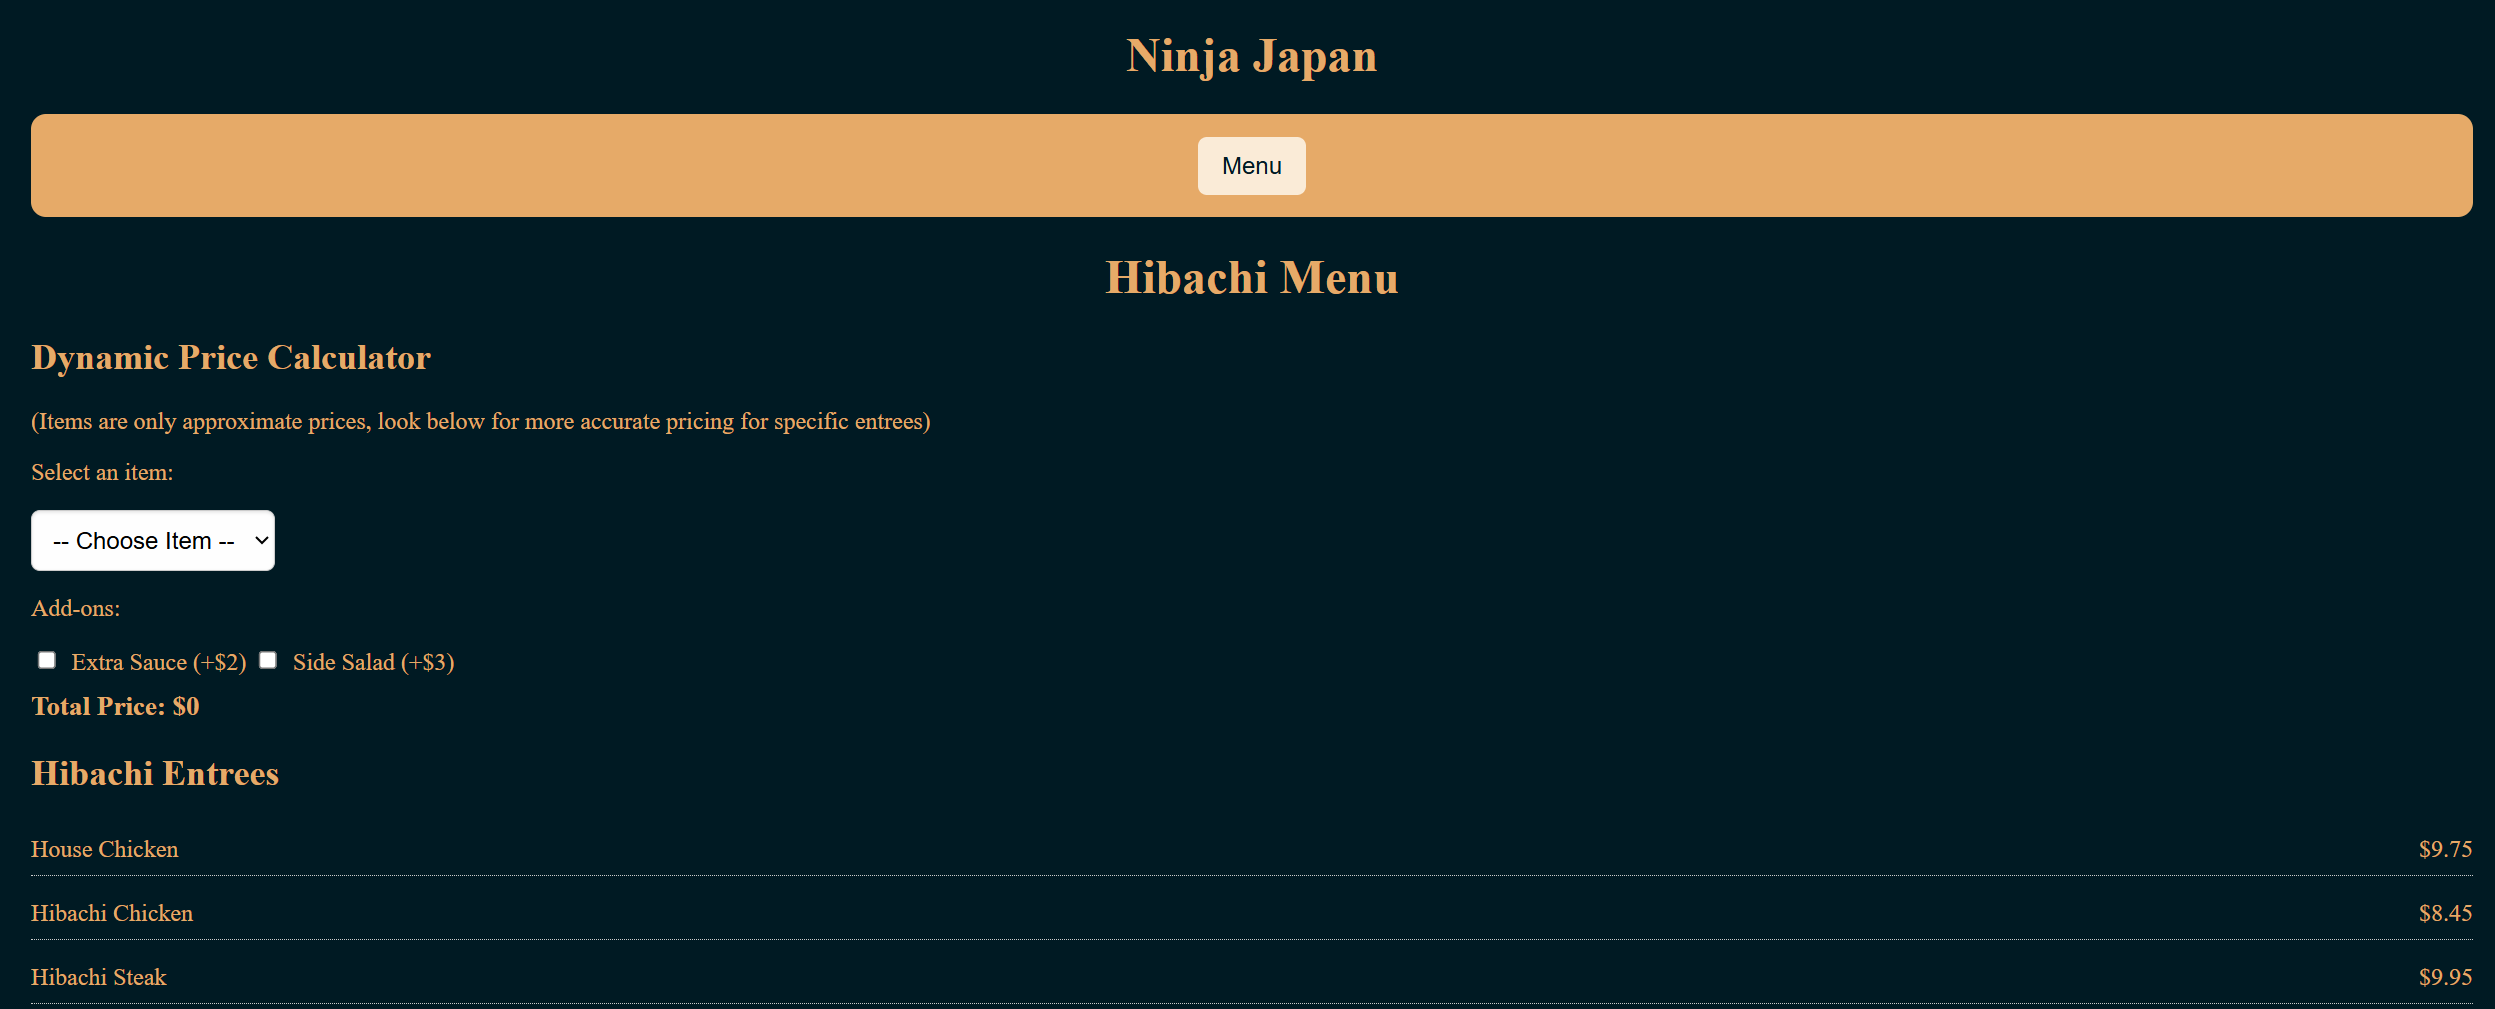 Ninja Japan
Menu
Hibachi Menu
Dynamic Price Calculator
(Items are only approximate prices, look below for more accurate pricing for specific entrees)
Select an item:
-- Choose Item --
Add-ons:
Extra Sauce (+$2) Side Salad (+$3)
Total Price: $0
Hibachi Entrees
House Chicken $9.75
Hibachi Chicken $8.45
Hibachi Steak $9.95